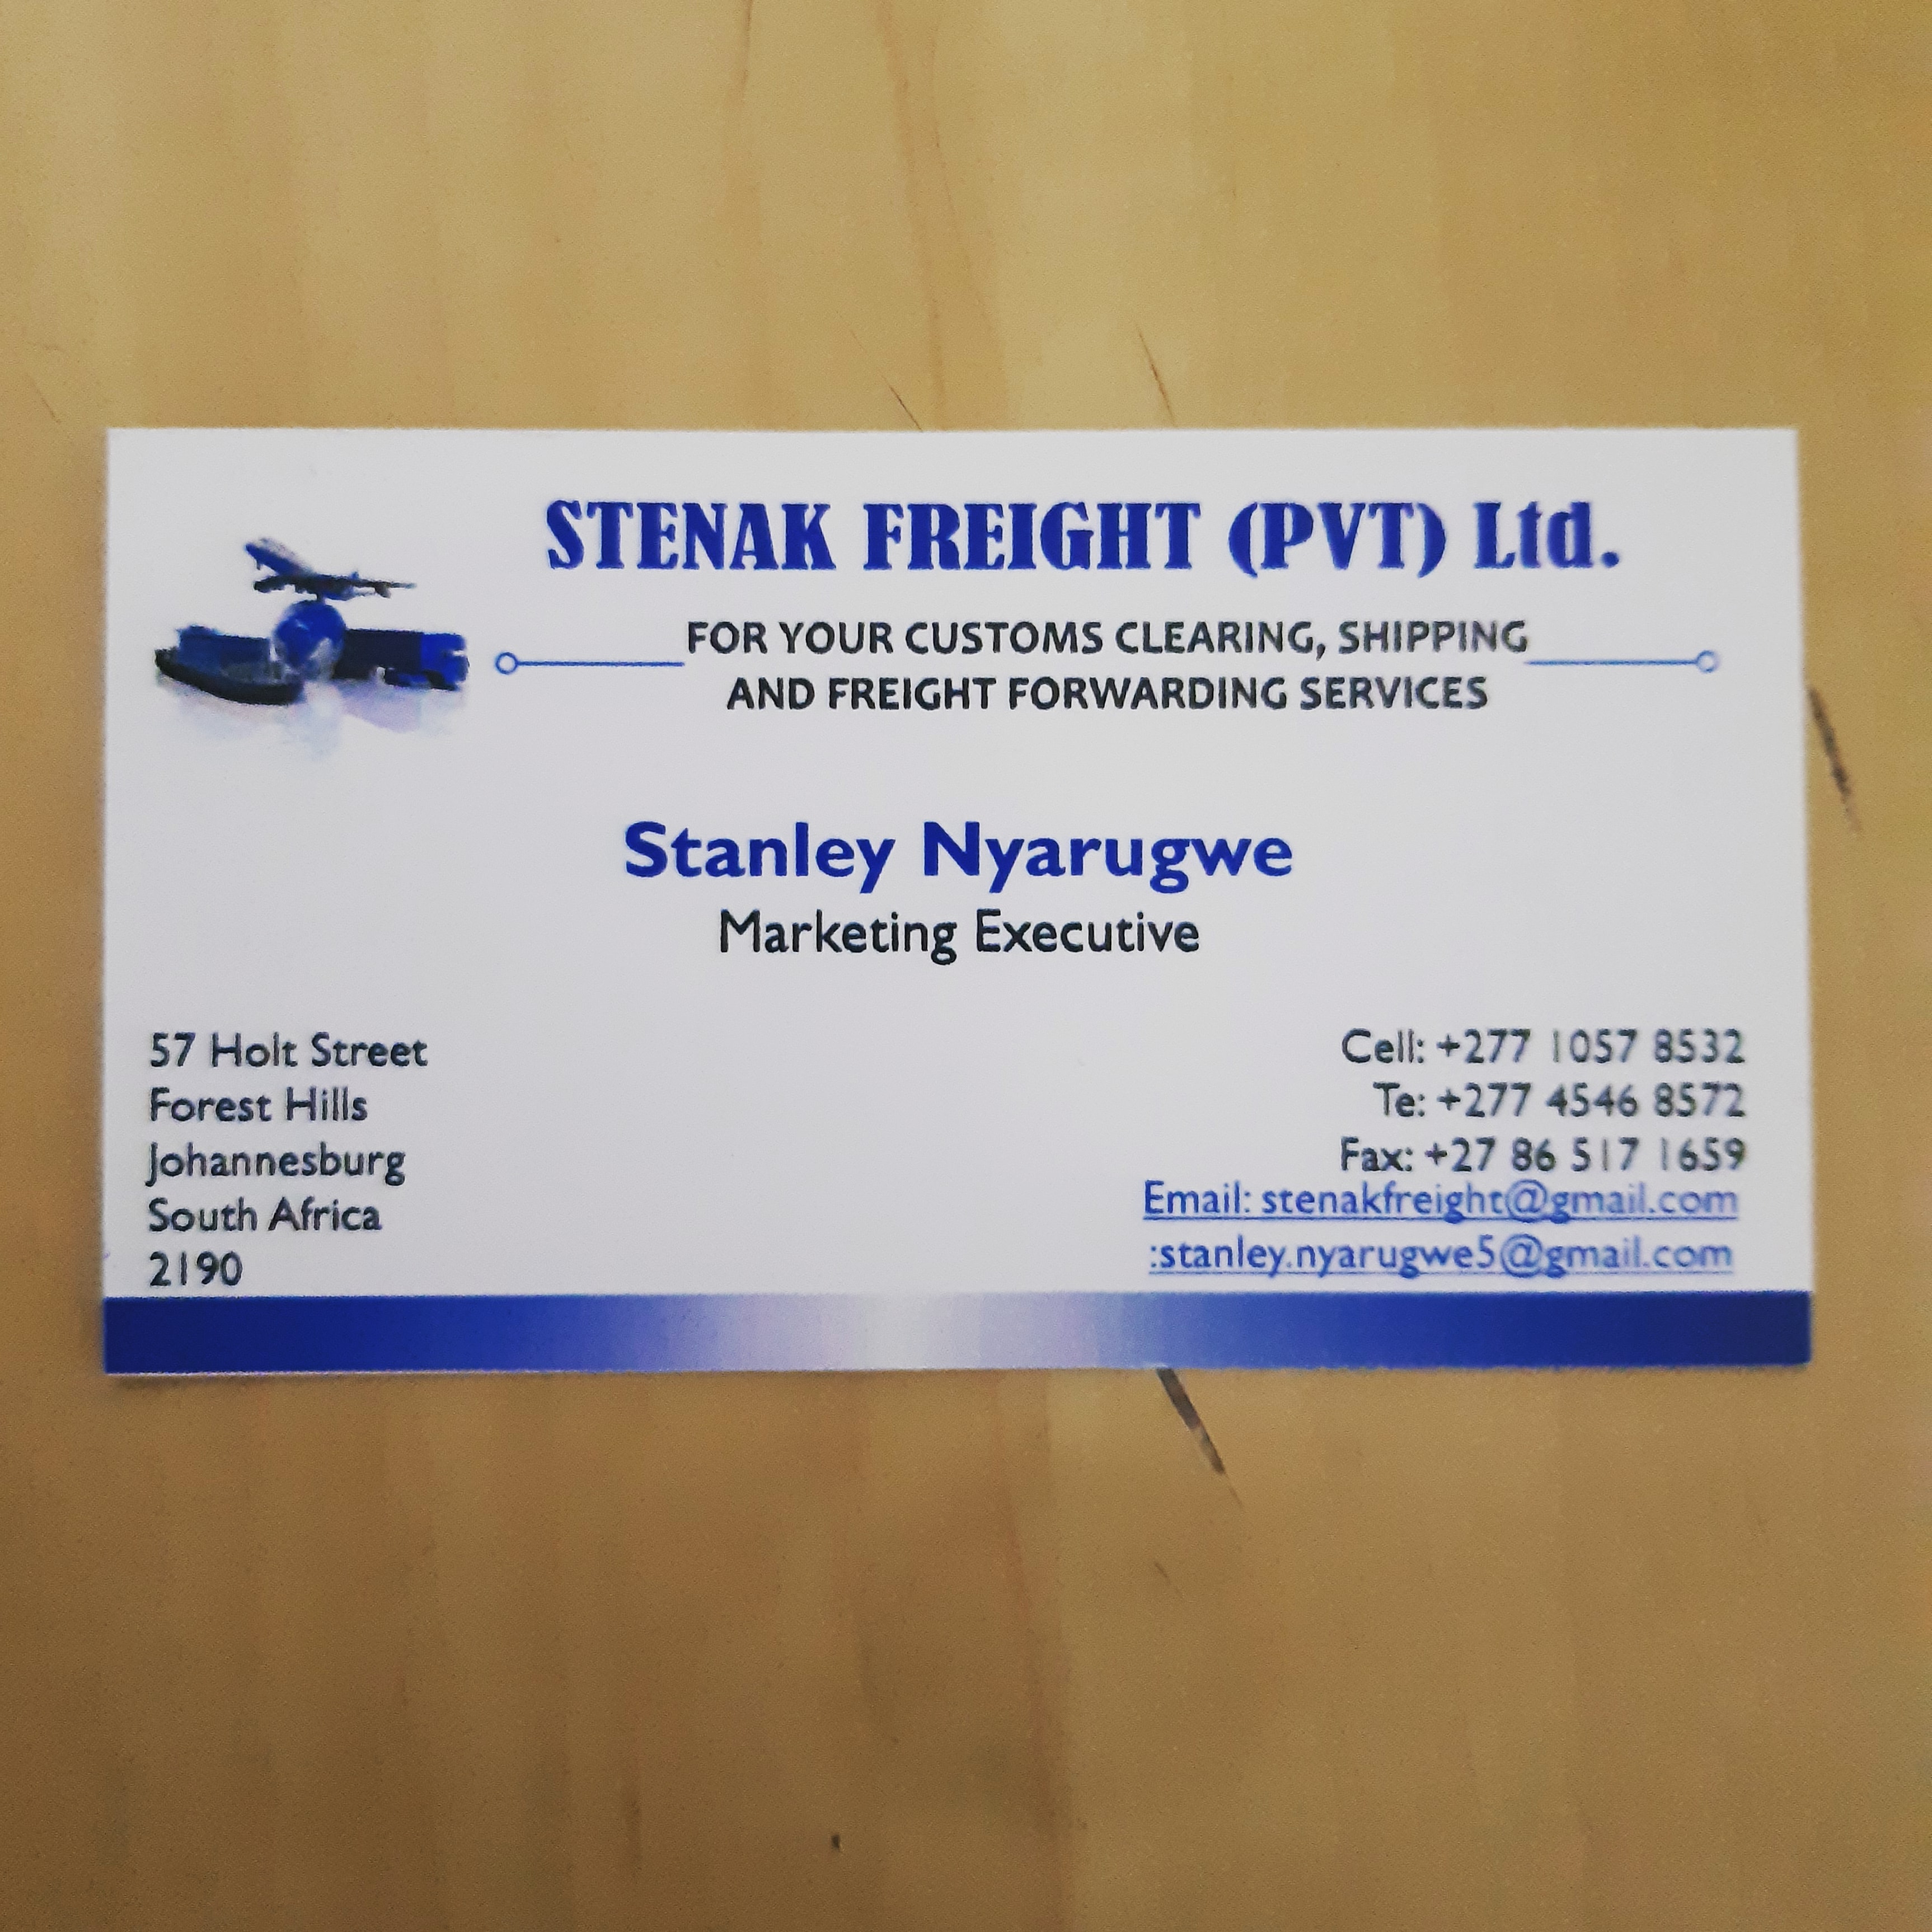 STENAK FREIGHT (PVT) Ltd.
FOR YOUR CUSTOMS CLEARING, SHIPPING
AND FREIGHT FORWARDING SERVICES
Stanley Nyarugwe
Marketing Executive
57 Holt Street
Forest Hills
Johannesburg
South Africa
2190
Cell: +277 1057 8532
Te: +277 4546 8572
Fax: +27 86 517 1659
Email: stenakfreight@gmail.com
:stanley.nyarugwe5@gmail.com